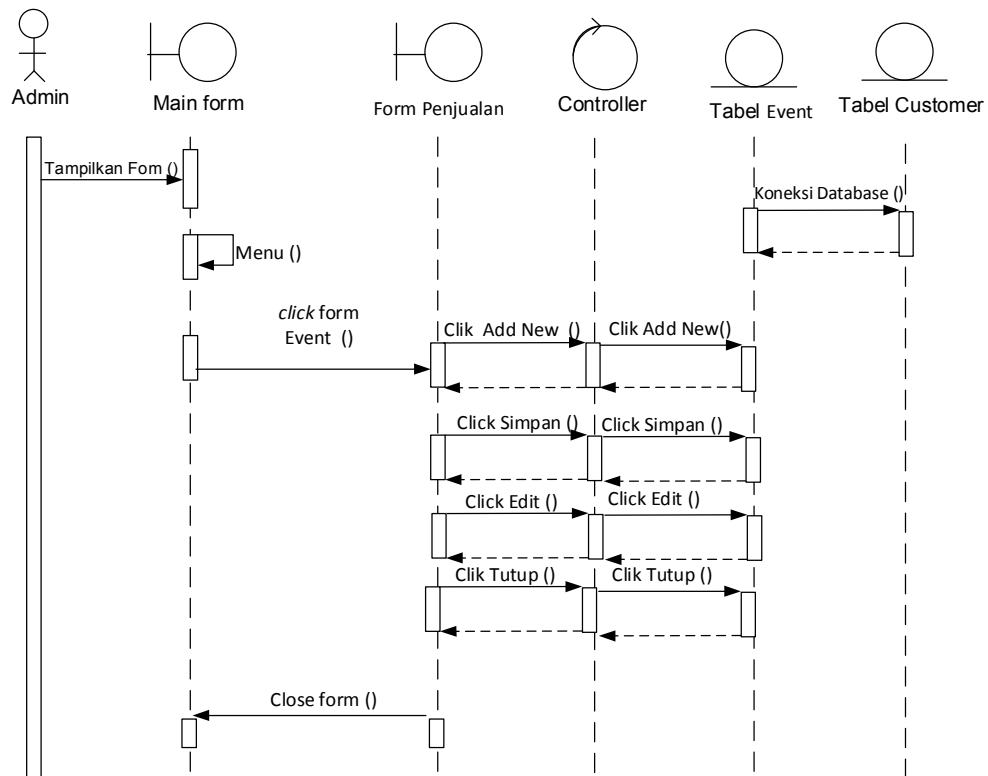 Admin
Main form
Form Penjualan
Controller
Tabel Event
Tabel Customer
Tampilkan Fom ()
Koneksi Database ()
Menu ()
click form
Event ()
Clik Add New ()
Clik Add New()
Click Simpan ()
Click Simpan ()
Click Edit ()
Click Edit ()
Clik Tutup ()
Clik Tutup ()
Close form ()